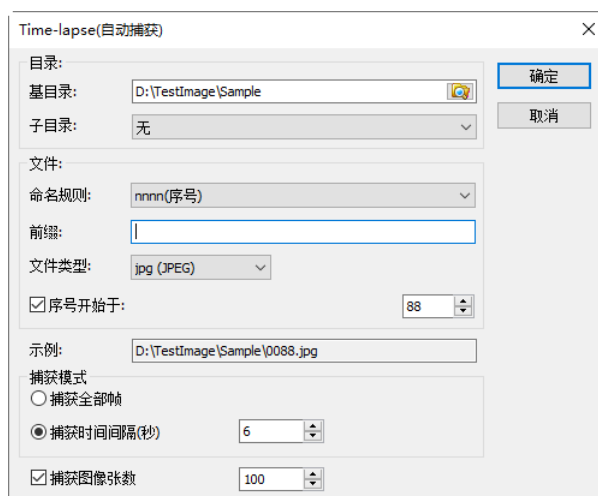 Time-lapse(自动捕获)
目录:
确定
基目录: D:\TestImage\Sample
取消
子目录: 无
文件:
命名规则: nnnn(序号)
前缀:
文件类型: jpg (JPEG)
序号开始于: 88
示例: D:\TestImage\Sample\0088.jpg
捕获模式
捕获全部帧
捕获时间间隔(秒) 6
捕获图像张数 100